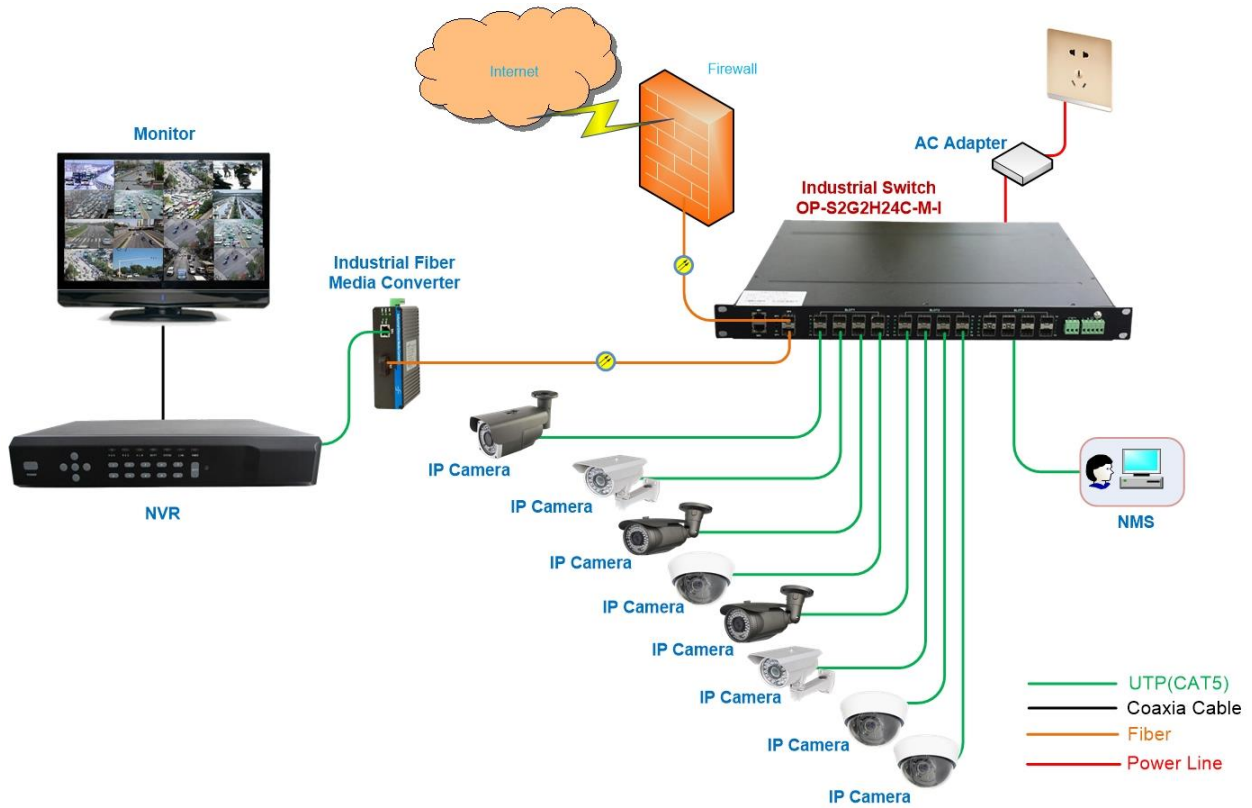 Internet
Firewall
Monitor
AC Adapter
Industrial Switch
OP-S2G2H24C-M-I
Industrial Fiber
Media Converter
IP Camera
IP Camera
NVR
NMS
IP Camera
IP Camera
IP Camera
IP Camera
IP Camera
IP Camera
UTP(CAT5)
Coaxia Cable
Fiber
Power Line